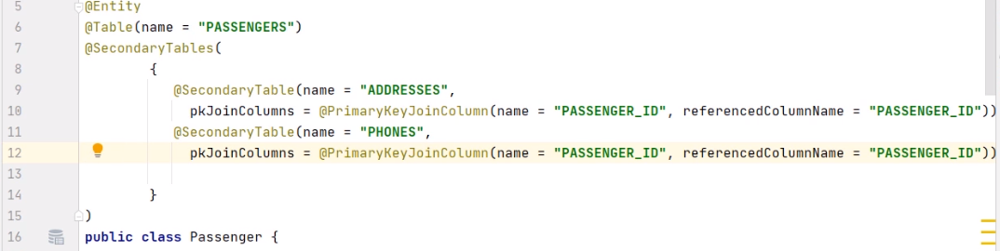 5 @Entity
6 @Table(name = "PASSENGERS")
7 @SecondaryTables(
8 {
9 @SecondaryTable(name = "ADDRESSES",
10 pkJoinColumns = @PrimaryKeyJoinColumn(name = "PASSENGER_ID", referencedColumnName = "PASSENGER_ID"))
11 @SecondaryTable(name = "PHONES",
12 pkJoinColumns = @PrimaryKeyJoinColumn(name = "PASSENGER_ID", referencedColumnName = "PASSENGER_ID"))
13
14 }
15 )
16 public class Passenger {